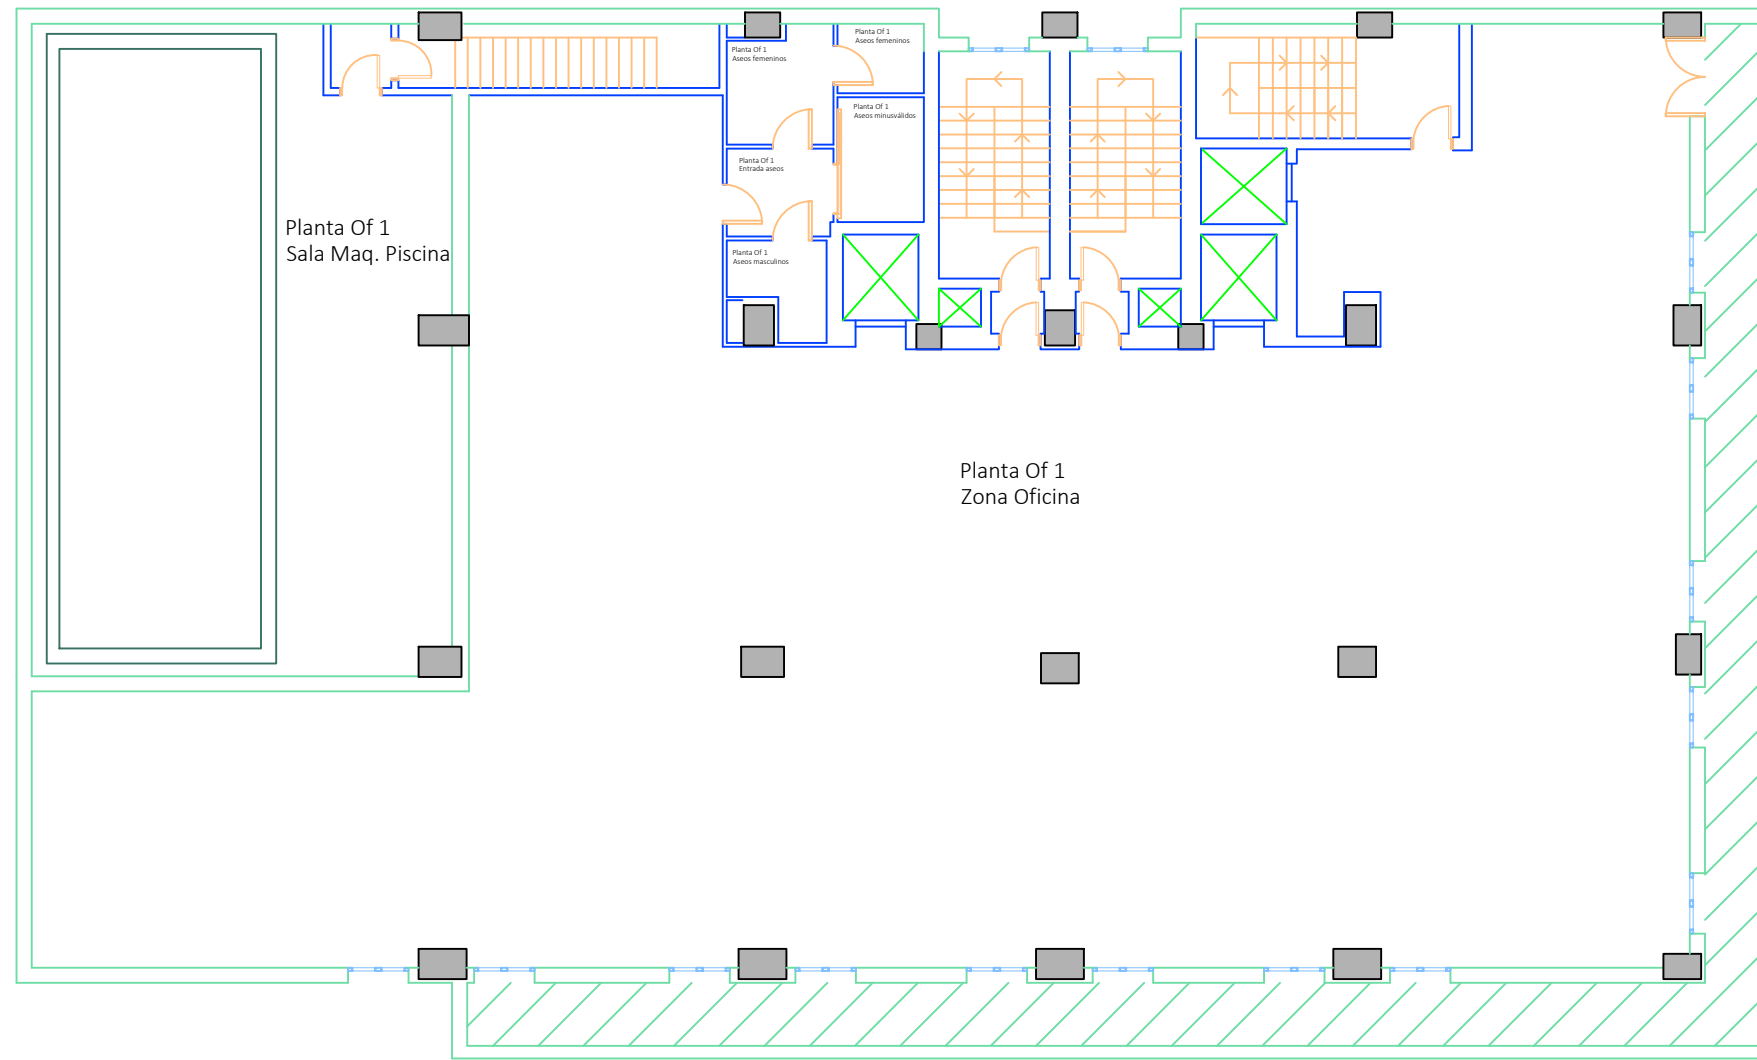 Planta Of 1
Aseos femeninos
Planta Of 1
Aseos femeninos
Planta Of 1
Aseos minusválidos
Planta Of 1
Entrada aseos
Planta Of 1
Sala Maq. Piscina
Planta Of 1
Aseos masculinos
Planta Of 1
Zona Oficina